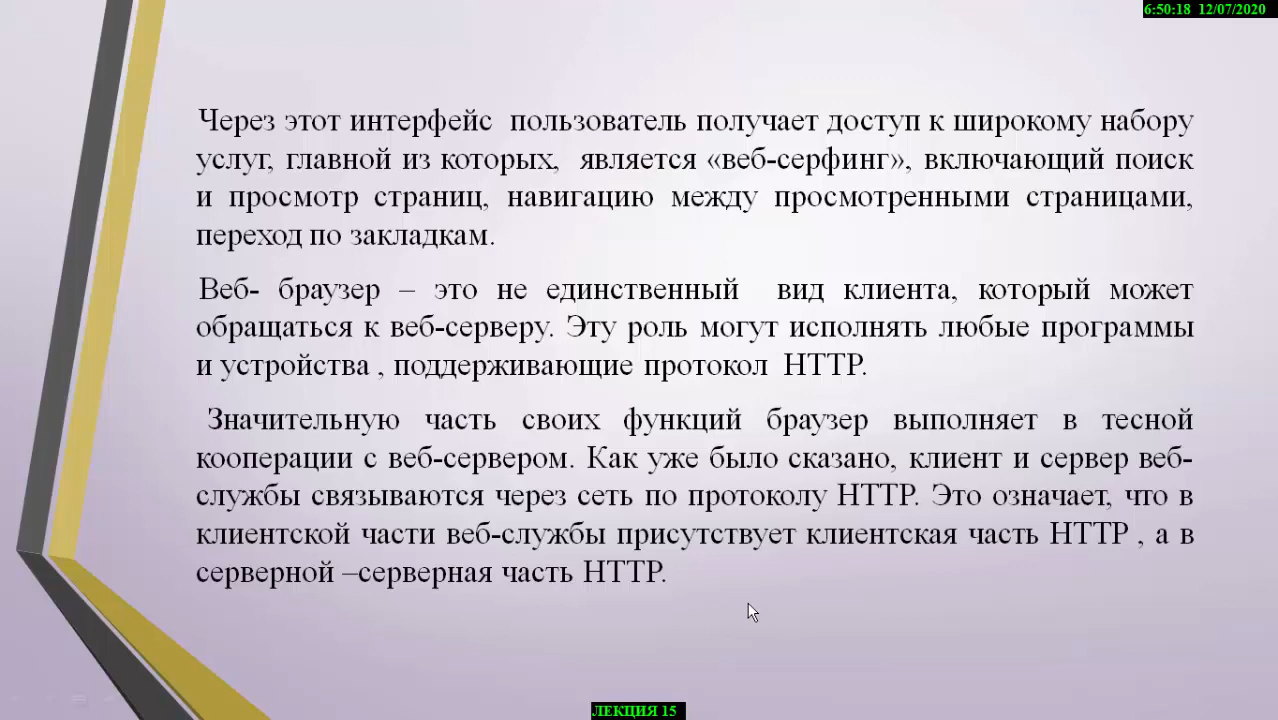 6:50:18 12/07/2020
Через этот интерфейс пользователь получает доступ к широкому набору
услуг, главной из которых, является «веб-серфинг», включающий поиск
и просмотр страниц, навигацию между просмотренными страницами,
переход по закладкам.
Веб- браузер – это не единственный вид клиента, который может
обращаться к веб-серверу. Эту роль могут исполнять любые программы
и устройства , поддерживающие протокол HTTP.
Значительную часть своих функций браузер выполняет в тесной
кооперации с веб-сервером. Как уже было сказано, клиент и сервер веб-
службы связываются через сеть по протоколу HTTP. Это означает, что в
клиентской части веб-службы присутствует клиентская часть HTTP , а в
серверной –серверная часть HTTP.
ЛЕКЦИЯ 15